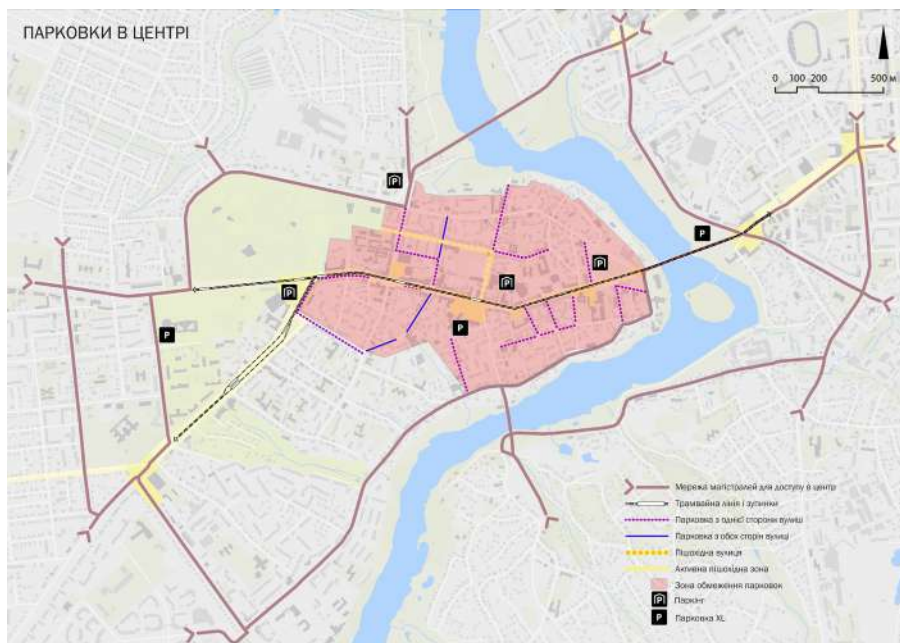 ПАРКОВКИ В ЦЕНТРІ
0 100 200 500 м
P
P
P
P
P
P
P
Мережа магістралей для доступу в центр
Трамвайна лінія і зупинки
Парковка з однієї сторони вулиці
Парковка з обох сторін вулиці
Пішохідна вулиця
Активна пішохідна зона
Зона обмеження парковок
P Паркінг
P Парковка XL